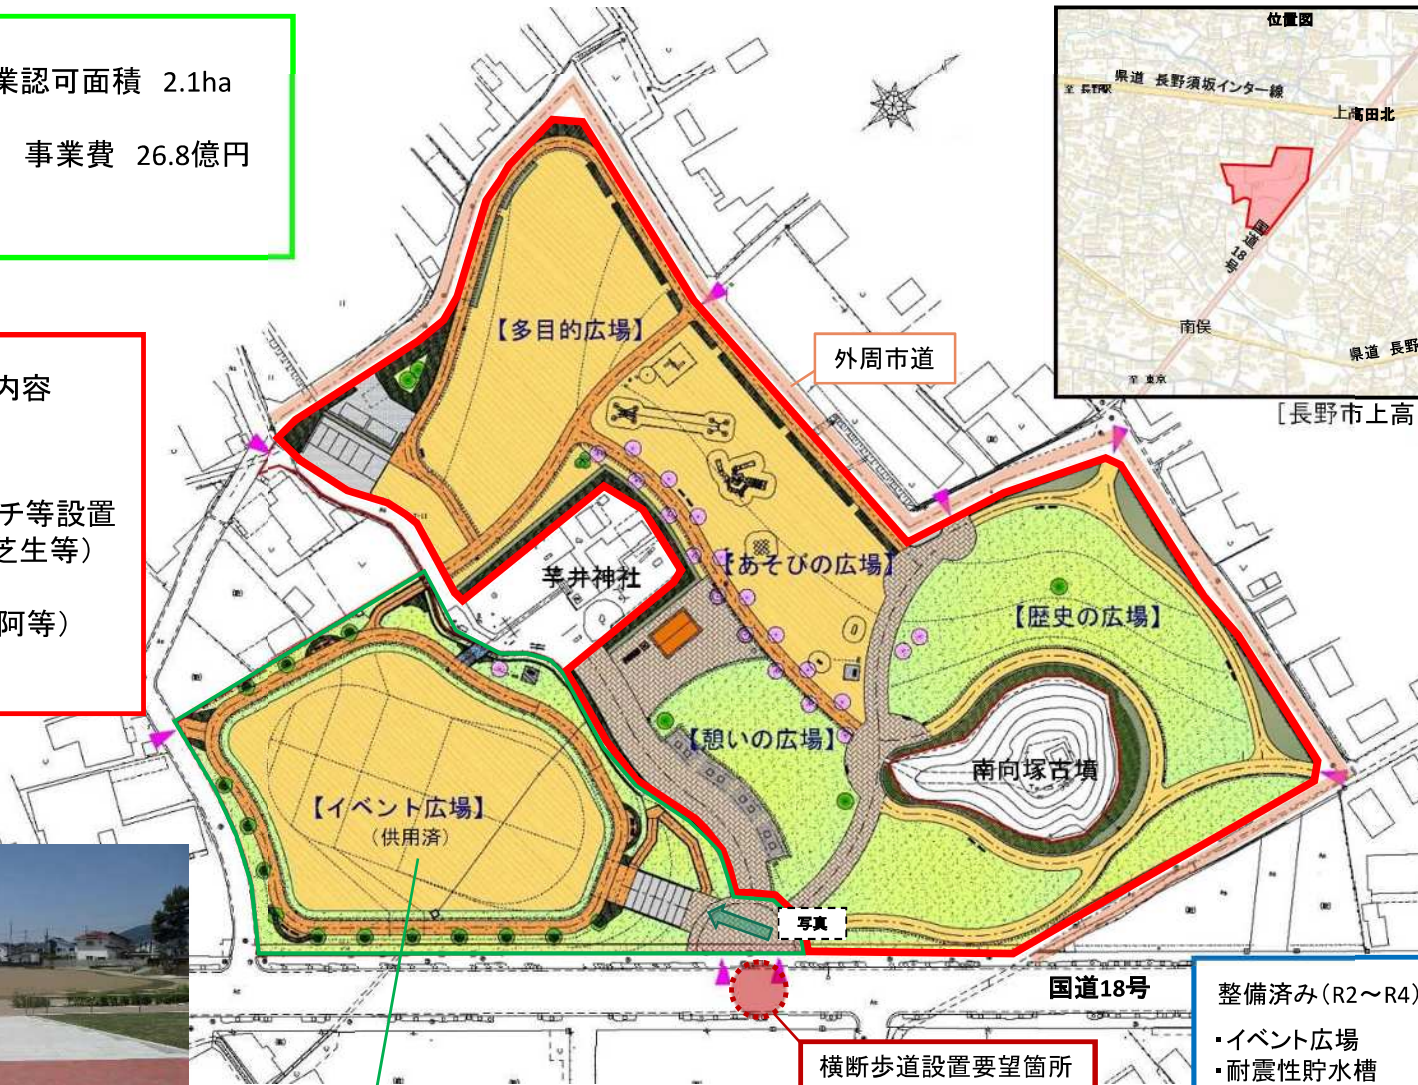 業認可面積 2.1ha
事業費 26.8億円
内容
チ等設置
芝生等）
阿等）
位置図
県道 長野須坂インター線
至 長野駅
上高田北
国道18号
南俣
県道 長野
至 東京
［長野市上高
外周市道
【多目的広場】
【あそびの広場】
芋井神社
【歴史の広場】
【憩いの広場】
南向塚古墳
【イベント広場】
（供用済）
写真
国道18号
横断歩道設置要望箇所
整備済み（R2～R4）
・イベント広場
・耐震性貯水槽